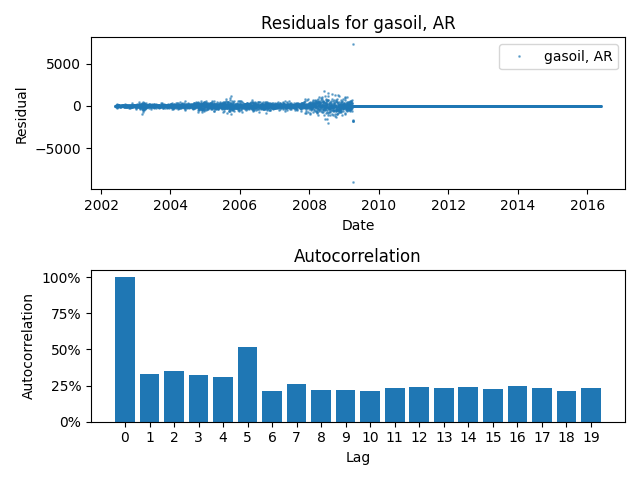 Residuals for gasoil, AR
gasoil, AR
5000
0
−5000
Residual
2002 2004 2006 2008 2010 2012 2014 2016
Date
Autocorrelation
100%
75%
50%
25%
0%
Autocorrelation
0 1 2 3 4 5 6 7 8 9 10 11 12 13 14 15 16 17 18 19
Lag